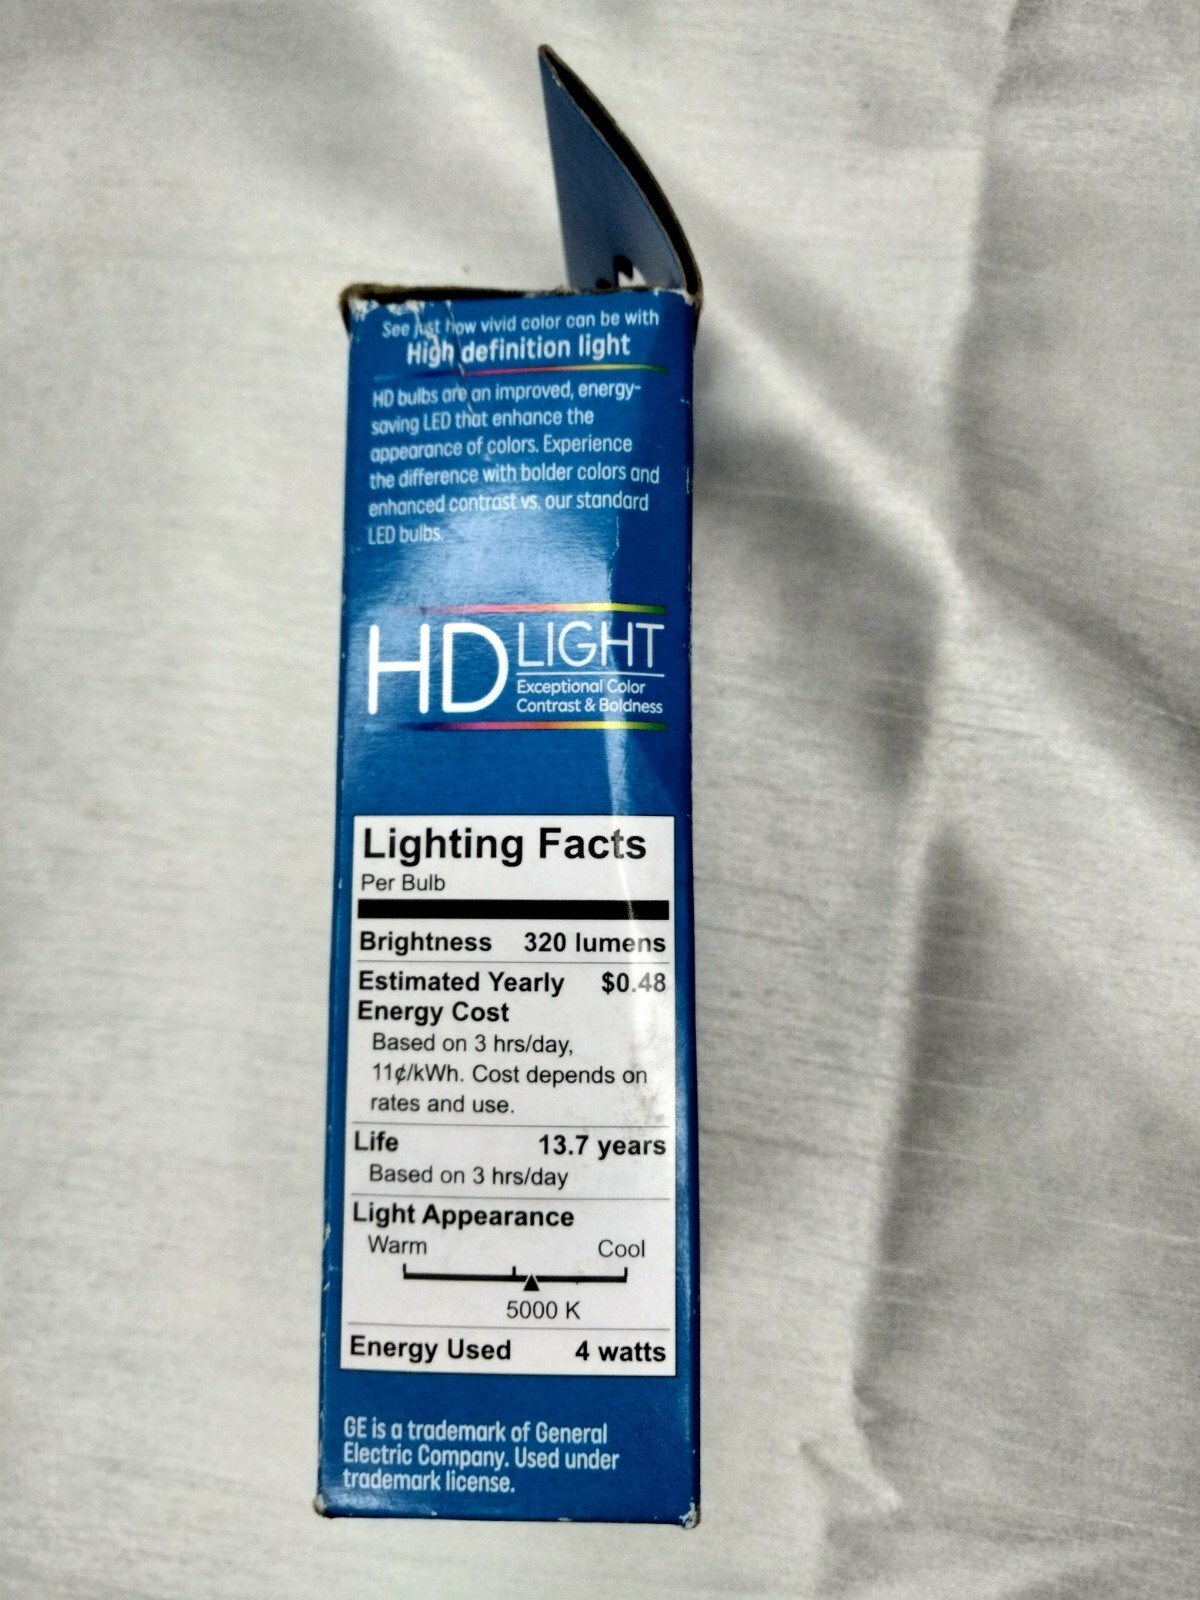 See just how vivid color can be with
High definition light
HD bulbs are an improved, energy-
saving LED that enhance the
appearance of colors. Experience
the difference with bolder colors and
enhanced contrast vs. our standard
LED bulbs.
HD LIGHT
Exceptional Color
Contrast & Boldness
Lighting Facts
Per Bulb
Brightness 320 lumens
Estimated Yearly $0.48
Energy Cost
Based on 3 hrs/day,
11¢/kWh. Cost depends on
rates and use.
Life 13.7 years
Based on 3 hrs/day
Light Appearance
Warm Cool
5000 K
Energy Used 4 watts
GE is a trademark of General
Electric Company. Used under
trademark license.